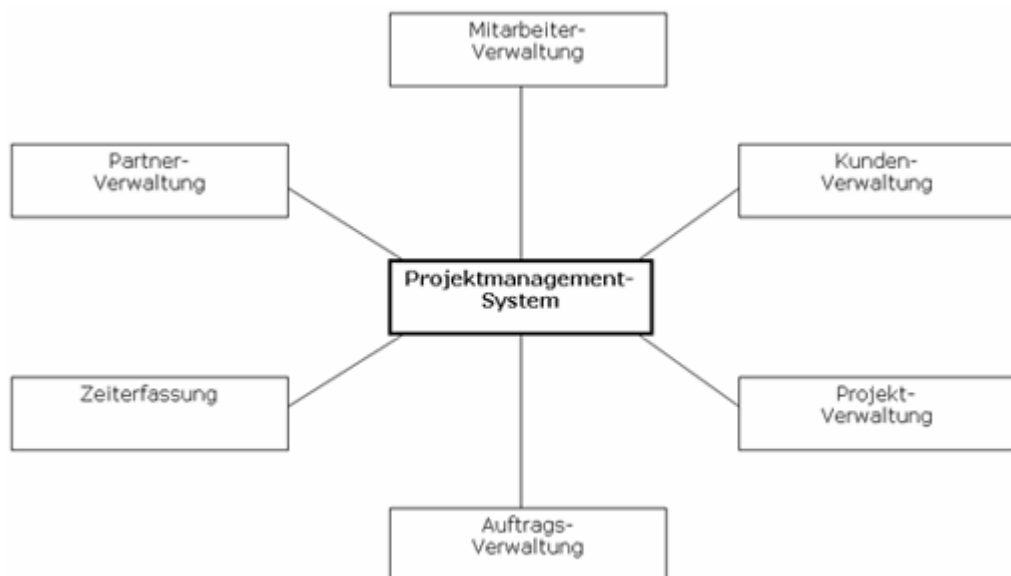 Mitarbeiter-
Verwaltung
Partner-
Verwaltung
Kunden-
Verwaltung
Projektmanagement-
System
Zeiterfassung
Projekt-
Verwaltung
Auftrags-
Verwaltung